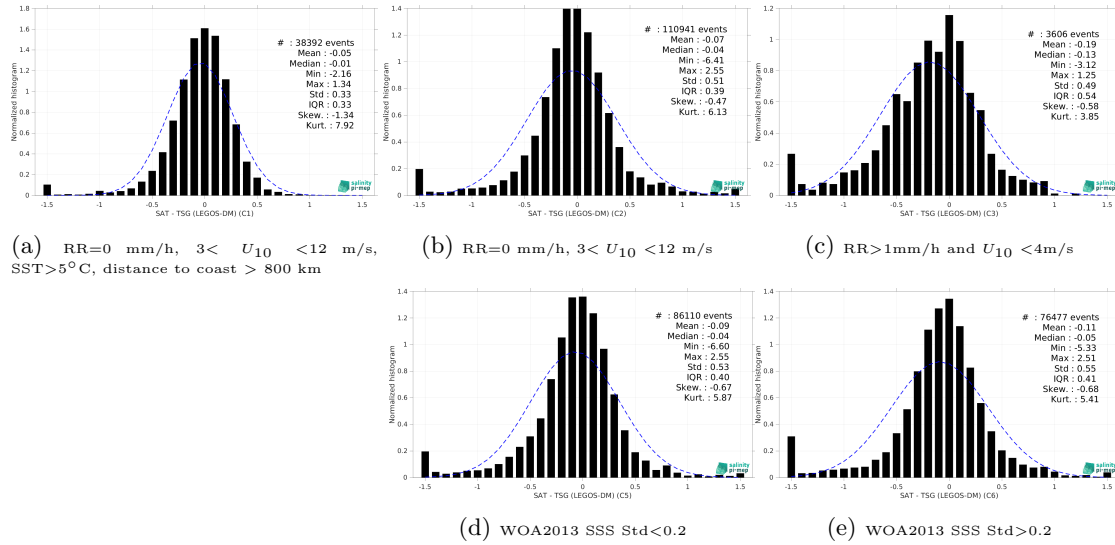 1.8
1.6
1.4
1.2
1
0.8
0.6
0.4
0.2
0
Normalized histogram
# : 38392 events
Mean : -0.05
Median : -0.01
Min : -2.16
Max : 1.34
Std : 0.33
IQR : 0.33
Skew. : -1.34
Kurt. : 7.92
salinity
pi-mep
-1.5 -1 -0.5 0 0.5 1 1.5
SAT - TSG (LEGOS-DM) (C1)
(a) RR=0 mm/h, 3< U10 <12 m/s,
SST>5°C, distance to coast > 800 km
1.4
1.2
1
0.8
0.6
0.4
0.2
0
Normalized histogram
# : 110941 events
Mean : -0.07
Median : -0.04
Min : -6.41
Max : 2.55
Std : 0.51
IQR : 0.39
Skew. : -0.47
Kurt. : 6.13
salinity
pi-mep
-1.5 -1 -0.5 0 0.5 1 1.5
SAT - TSG (LEGOS-DM) (C2)
(b) RR=0 mm/h, 3< U10 <12 m/s
1.2
1
0.8
0.6
0.4
0.2
0
Normalized histogram
# : 3606 events
Mean : -0.19
Median : -0.13
Min : -3.12
Max : 1.25
Std : 0.49
IQR : 0.54
Skew. : -0.58
Kurt. : 3.85
salinity
pi-mep
-1.5 -1 -0.5 0 0.5 1 1.5
SAT - TSG (LEGOS-DM) (C3)
(c) RR>1mm/h and U10 <4m/s
1.4
1.2
1
0.8
0.6
0.4
0.2
0
Normalized histogram
# : 86110 events
Mean : -0.09
Median : -0.04
Min : -6.60
Max : 2.55
Std : 0.53
IQR : 0.40
Skew. : -0.67
Kurt. : 5.87
salinity
pi-mep
-1.5 -1 -0.5 0 0.5 1 1.5
SAT - TSG (LEGOS-DM) (C5)
(d) WOA2013 SSS Std<0.2
1.4
1.2
1
0.8
0.6
0.4
0.2
0
Normalized histogram
# : 76477 events
Mean : -0.11
Median : -0.05
Min : -5.33
Max : 2.51
Std : 0.55
IQR : 0.41
Skew. : -0.68
Kurt. : 5.41
salinity
pi-mep
-1.5 -1 -0.5 0 0.5 1 1.5
SAT - TSG (LEGOS-DM) (C6)
(e) WOA2013 SSS Std>0.2